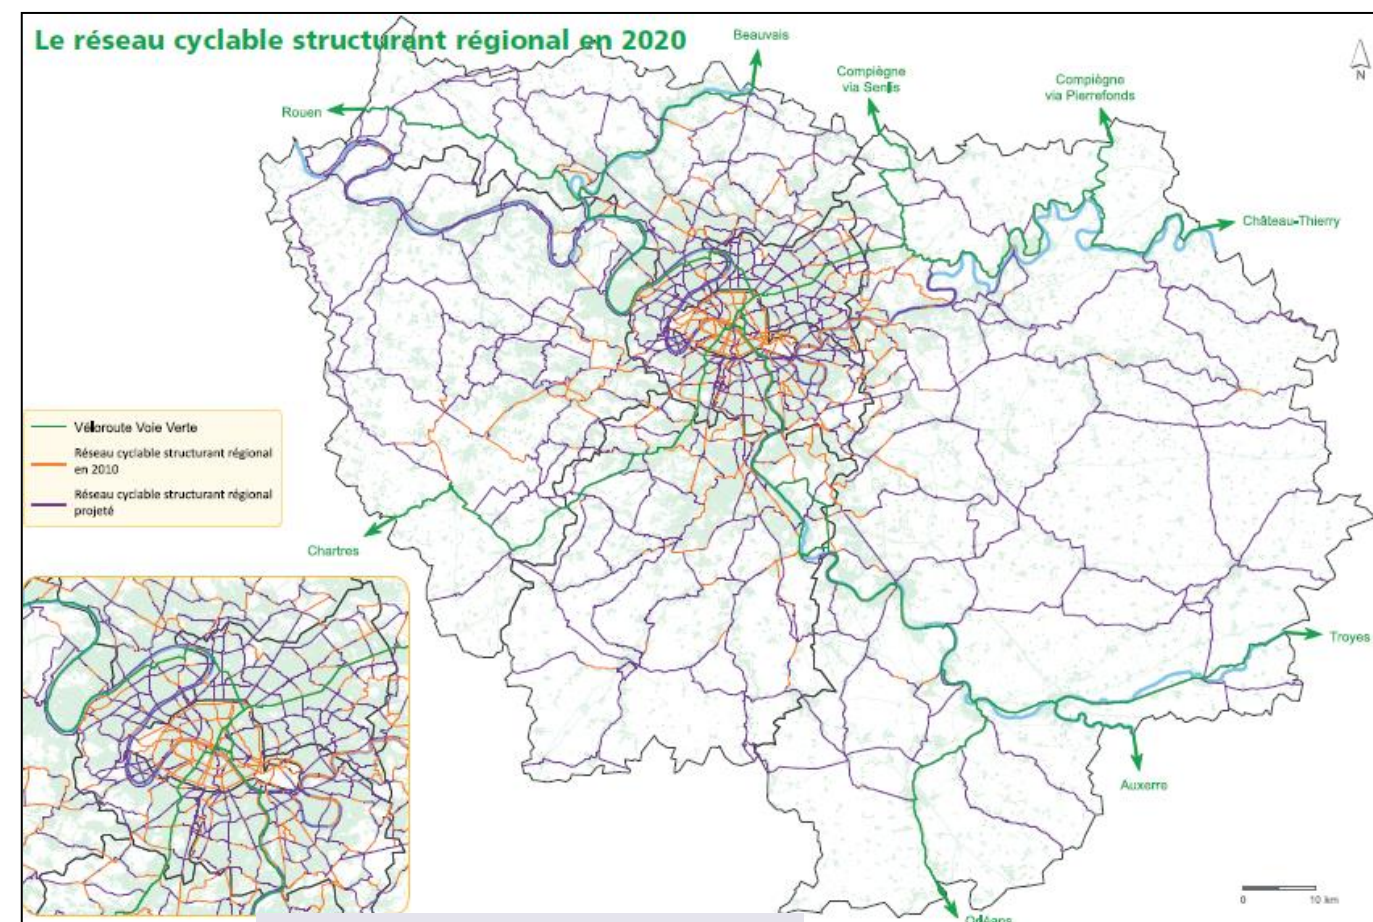 Le réseau cyclable structurant régional en 2020
Beauvais
Compiègne
via Senlis
Compiègne
via Pierrefonds
N
Rouen
Château-Thierry
Véloroute Voie Verte
Réseau cyclable structurant régional
en 2010
Réseau cyclable structurant régional
projeté
Chartres
Troyes
Auxerre
0 10 km
Orléans